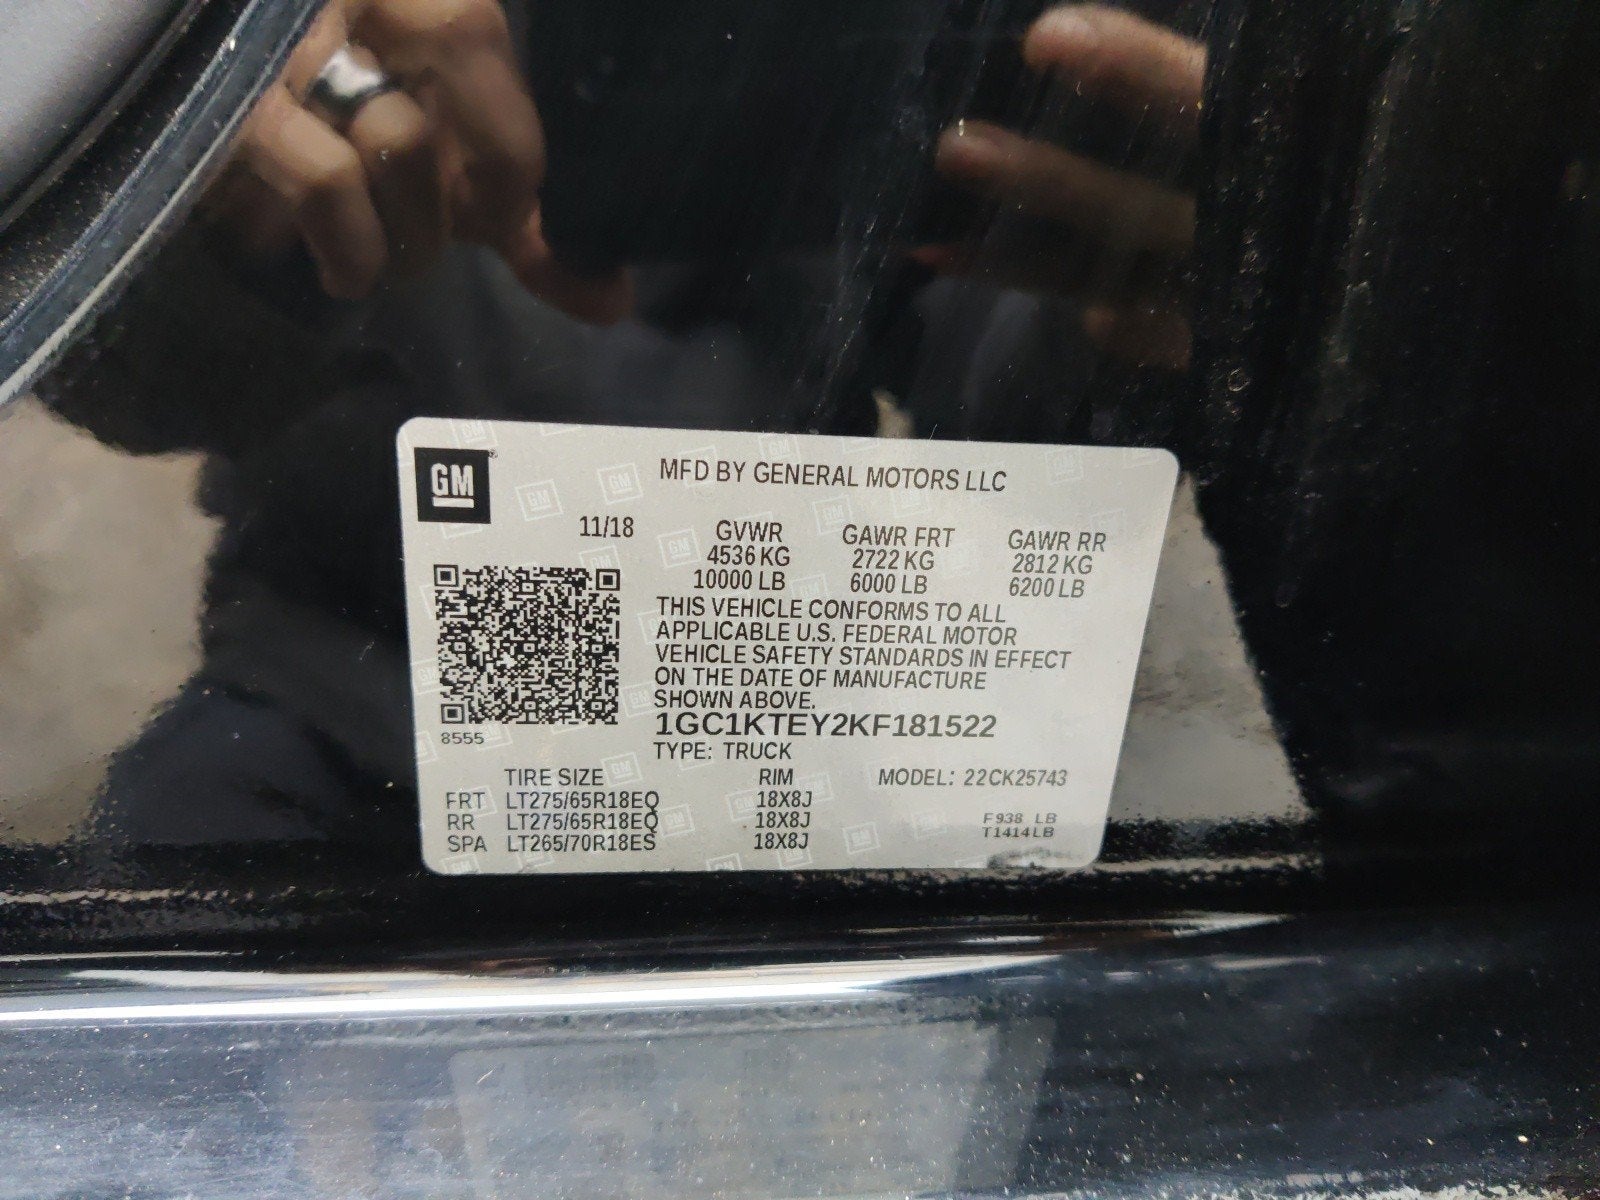 GM
MFD BY GENERAL MOTORS LLC
11/18 GVWR GAWR FRT GAWR RR
4536 KG 2722 KG 2812 KG
10000 LB 6000 LB 6200 LB
THIS VEHICLE CONFORMS TO ALL
APPLICABLE U.S. FEDERAL MOTOR
VEHICLE SAFETY STANDARDS IN EFFECT
ON THE DATE OF MANUFACTURE
SHOWN ABOVE.
1GC1KTEY2KF181522
8555
TYPE: TRUCK
TIRE SIZE RIM MODEL: 22CK25743
FRT LT275/65R18EQ 18X8J
RR LT275/65R18EQ 18X8J
SPA LT265/70R18ES 18X8J
F938 LB
T1414LB